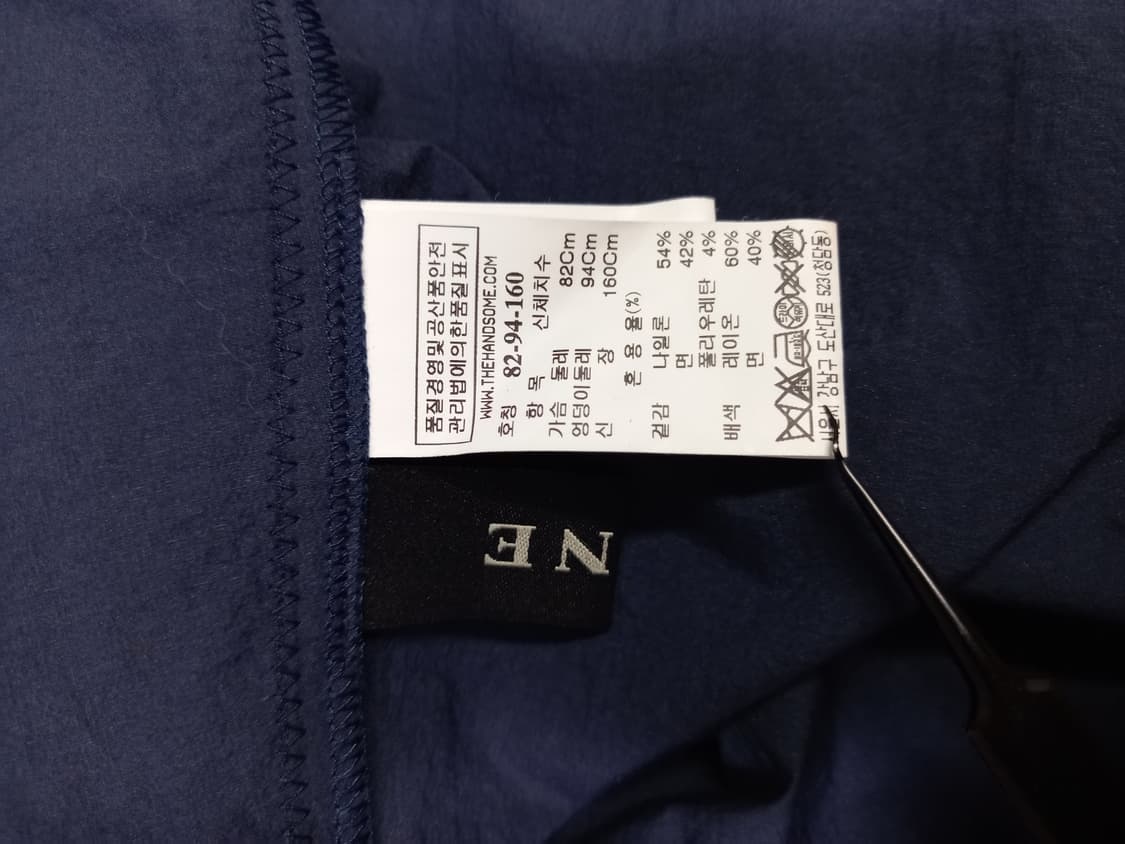 품질경영및공산품안전
관리법에의한품질표시
WWW.THEHANDSOME.COM
호칭 82-94-160
항 목 신체치수
가슴 둘레 82Cm
엉덩이둘레 94Cm
신 장 160Cm
혼 용 율(%)
겉감 나일론 54%
면 42%
폴리우레탄 4%
배색 레이온 60%
면 40%
강남구 도산대로 523(청담동)
NE